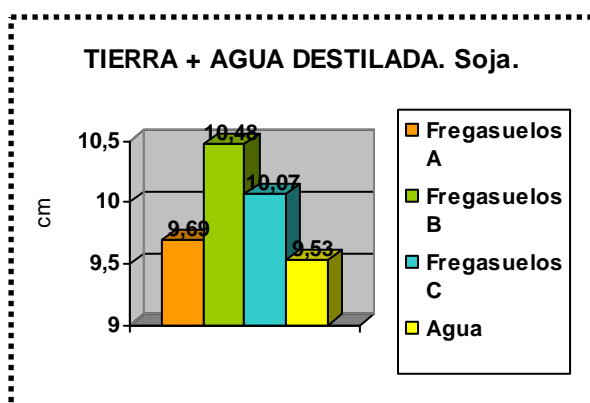 TIERRA + AGUA DESTILADA. Soja.
10,5
10
9,5
9
cm
9,69
10,48
10,07
9,53
Fregasuelos
A
Fregasuelos
B
Fregasuelos
C
Agua